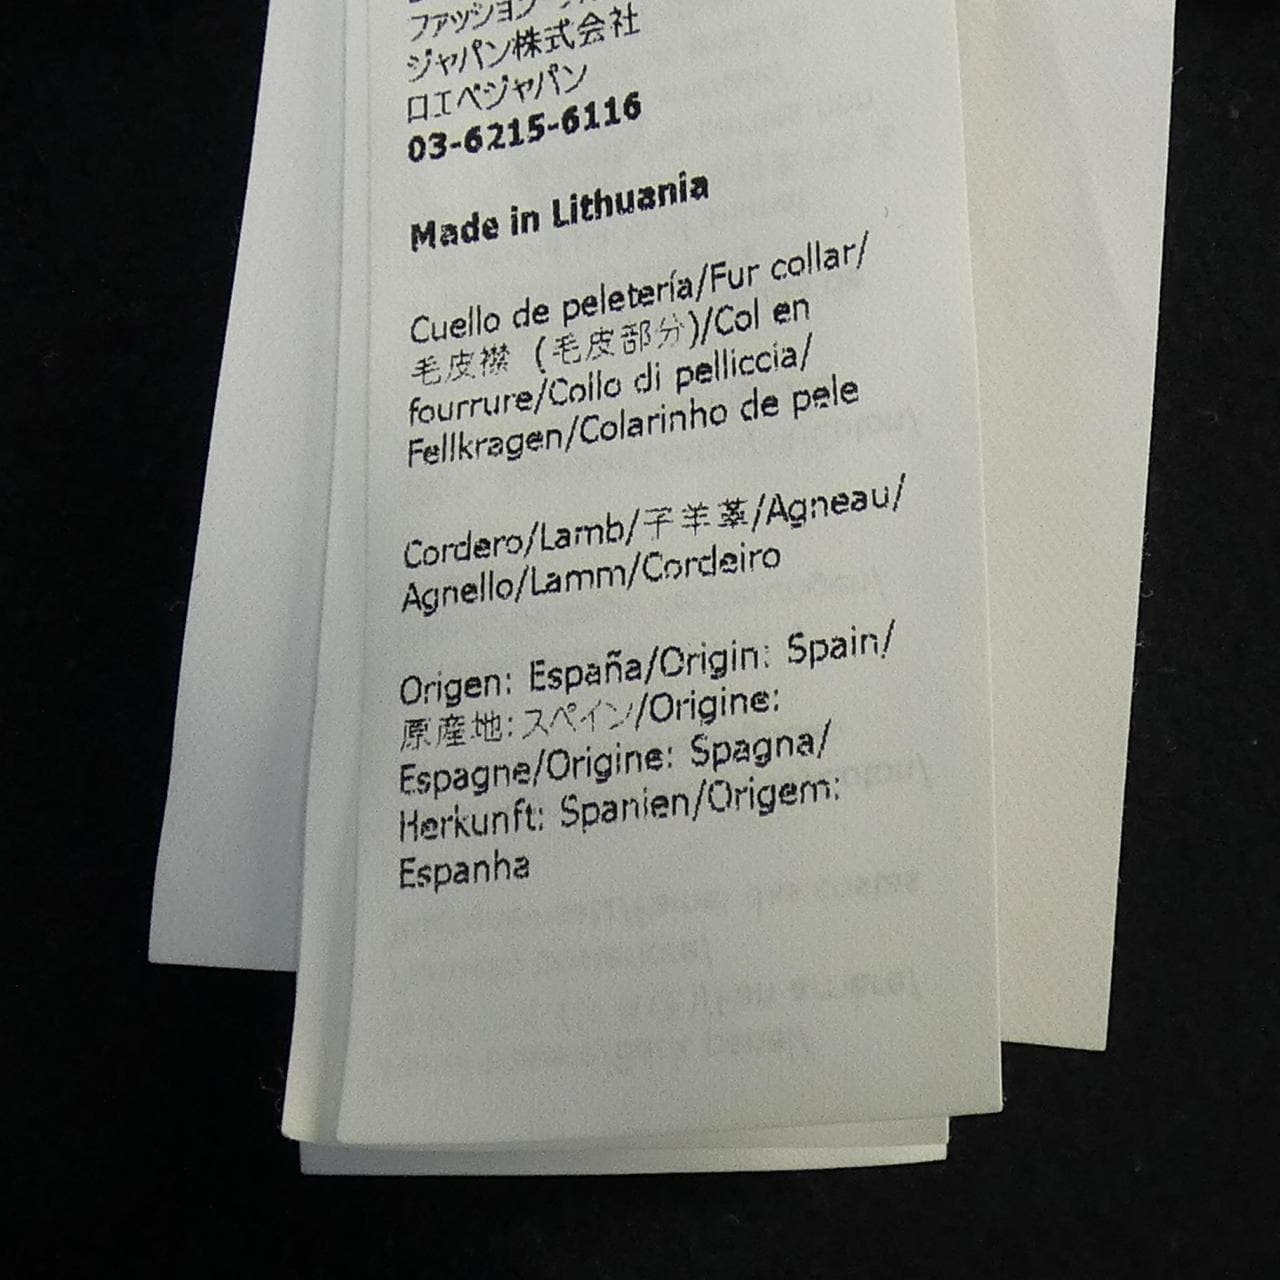 ファッション
ジャパン株式会社
ロエベジャパン
03-6215-6116
Made in Lithuania
Cuello de peletería/Fur collar/
毛皮襟 (毛皮部分)/Col en
fourrure/Collo di pelliccia/
Fellkragen/Colarinho de pele
Cordero/Lamb/子羊革/Agneau/
Agnello/Lamm/Cordeiro
Origen: España/Origin: Spain/
原産地: スペイン/Origine:
Espagne/Origine: Spagna/
Herkunft: Spanien/Origem:
Espanha